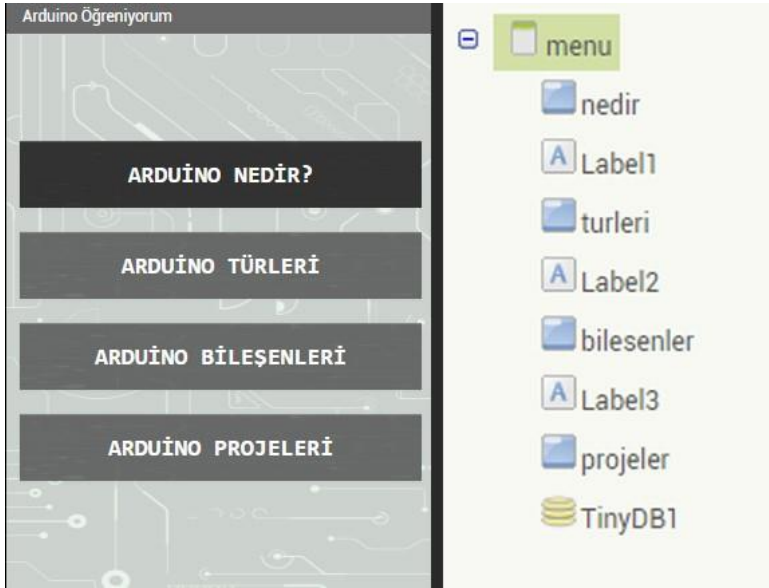 Arduino Öğreniyorum
ARDUİNO NEDİR?
ARDUİNO TÜRLERİ
ARDUİNO BİLEŞENLERİ
ARDUİNO PROJELERİ
menu
nedir
A Label1
turleri
A Label2
bilesenler
A Label3
projeler
TinyDB1